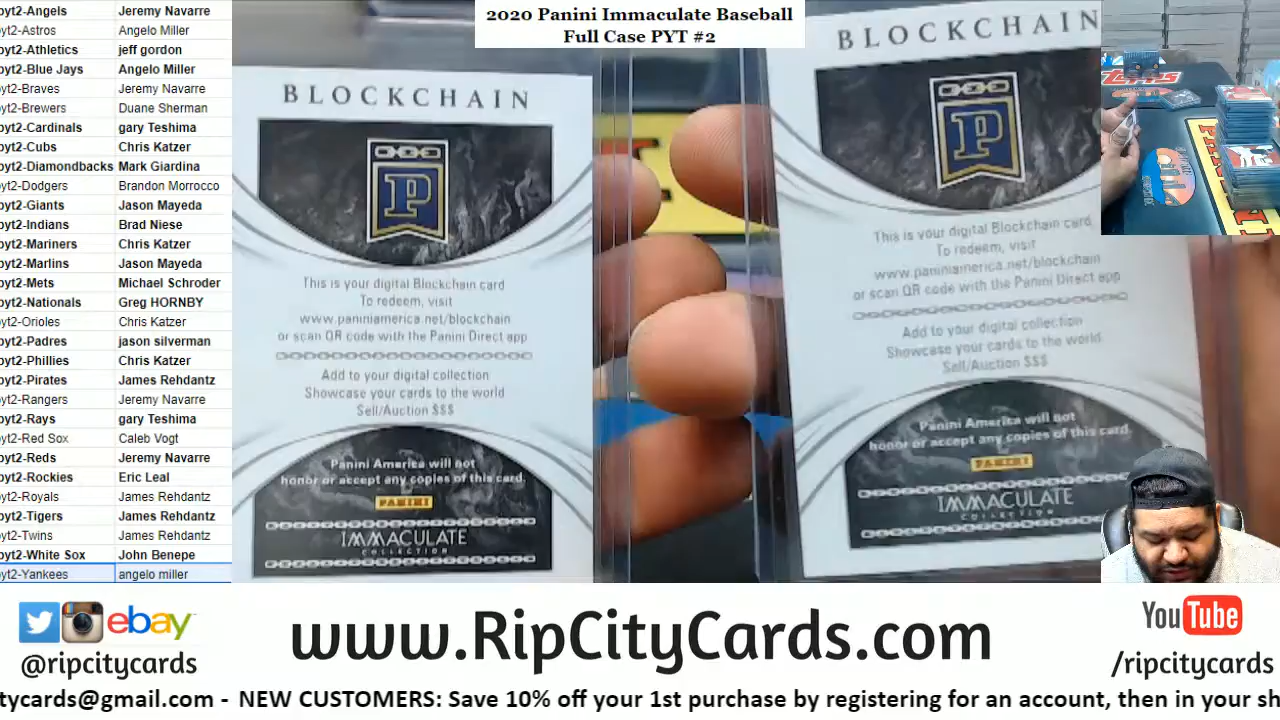 2020 Panini Immaculate Baseball
Full Case PYT #2
pyt2-Angels Jeremy Navarre
pyt2-Astros Angelo Miller
pyt2-Athletics jeff gordon
pyt2-Blue Jays Angelo Miller
pyt2-Braves Jeremy Navarre
pyt2-Brewers Duane Sherman
pyt2-Cardinals gary Teshima
pyt2-Cubs Chris Katzer
pyt2-Diamondbacks Mark Giardina
pyt2-Dodgers Brandon Morrocco
pyt2-Giants Jason Mayeda
pyt2-Indians Brad Niese
pyt2-Mariners Chris Katzer
pyt2-Marlins Jason Mayeda
pyt2-Mets Michael Schroder
pyt2-Nationals Greg HORNBY
pyt2-Orioles Chris Katzer
pyt2-Padres jason silverman
pyt2-Phillies Chris Katzer
pyt2-Pirates James Rehdantz
pyt2-Rangers Jeremy Navarre
pyt2-Rays gary Teshima
pyt2-Red Sox Caleb Vogt
pyt2-Reds Jeremy Navarre
pyt2-Rockies Eric Leal
pyt2-Royals James Rehdantz
pyt2-Tigers James Rehdantz
pyt2-Twins James Rehdantz
pyt2-White Sox John Benepe
pyt2-Yankees angelo miller
BLOCKCHAIN
P
This is your digital Blockchain card
To redeem, visit
www.paniniamerica.net/blockchain
or scan QR code with the Panini Direct app
Add to your digital collection
Showcase your cards to the world
Sell/Auction $$$
Panini America will not
honor or accept any copies of this card.
PANINI
IMMACULATE
COLLECTION
BLOCKCHAIN
P
This is your digital Blockchain card
To redeem, visit
www.paniniamerica.net/blockchain
or scan QR code with the Panini Direct app
Add to your digital collection
Showcase your cards to the world
Sell/Auction $$$
Panini America will not
honor or accept any copies of this card.
PANINI
IMMACULATE
COLLECTION
Topps
ebay
@ripcitycards
www.RipCityCards.com
YouTube
/ripcitycards
tycards@gmail.com - NEW CUSTOMERS: Save 10% off your 1st purchase by registering for an account, then in your sh